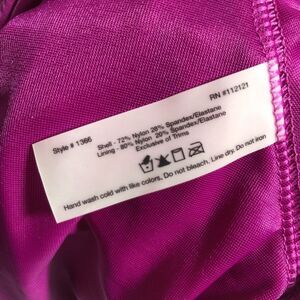 RN #112121
Style # 1366
Shell - 72% Nylon 28% Spandex/Elastane
Lining - 80% Nylon 20% Spandex/Elastane
Exclusive of Trims
Hand wash cold with like colors. Do not bleach. Line dry. Do not iron